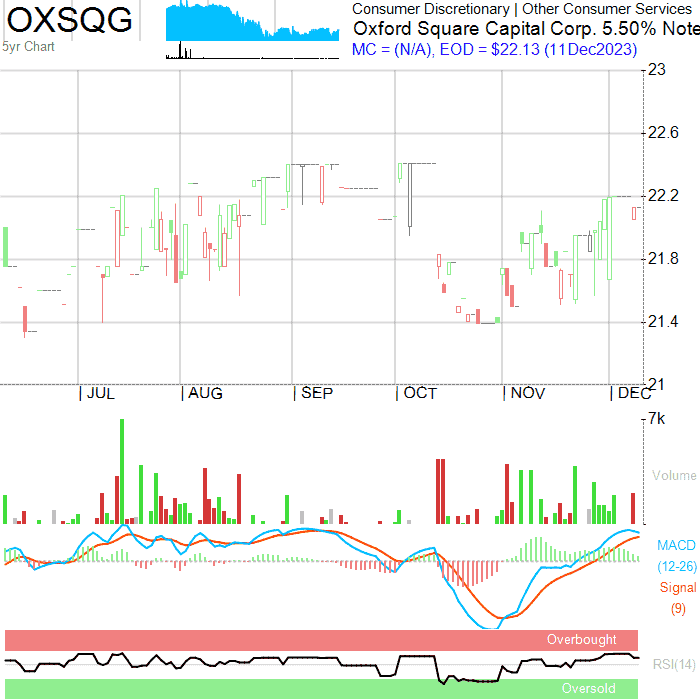 OXSQG
5yr Chart
Consumer Discretionary | Other Consumer Services
Oxford Square Capital Corp. 5.50% Note
MC = (N/A), EOD = $22.13 (11Dec2023)
23
22.6
22.2
21.8
21.4
21
| JUL
| AUG
| SEP
| OCT
| NOV
| DEC
7k
Volume
MACD
(12-26)
Signal
(9)
Overbought
RSI(14)
Oversold